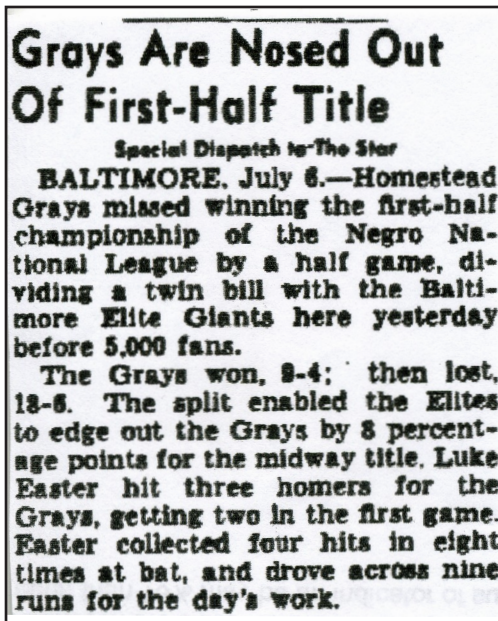 Grays Are Nosed Out
Of First-Half Title
Special Dispatch to The Star
BALTIMORE, July 6.—Homestead
Grays missed winning the first-half
championship of the Negro Na-
tional League by a half game, di-
viding a twin bill with the Balti-
more Elite Giants here yesterday
before 5,000 fans.
The Grays won, then lost,
The split enabled the Elites
to edge out the Grays by 8 percent-
age points for the midway title. Luke
Easter hit three homers for the
Grays, getting two in the first game.
Easter collected four hits in eight
times at bat, and drove across nine
runs for the day's work.